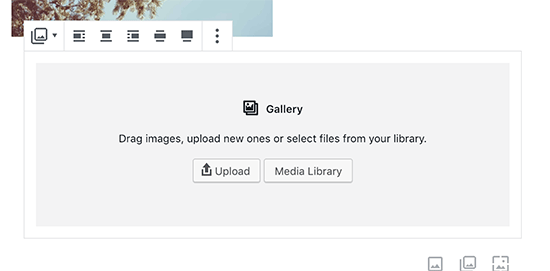 Gallery
Drag images, upload new ones or select files from your library.
Upload
Media Library